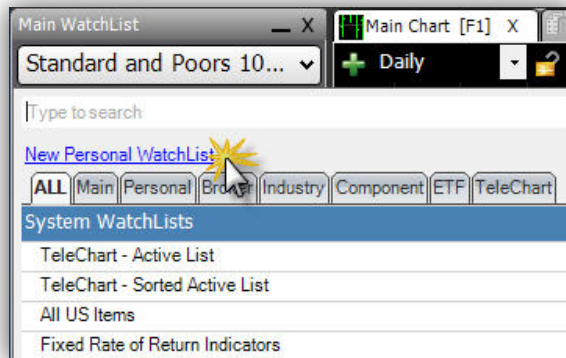 Main WatchList X Main Chart [F1] X
Standard and Poors 10... Daily
Type to search
New Personal WatchList
ALL Main Personal Broker Industry Component ETF TeleChart
System WatchLists
TeleChart - Active List
TeleChart - Sorted Active List
All US Items
Fixed Rate of Return Indicators